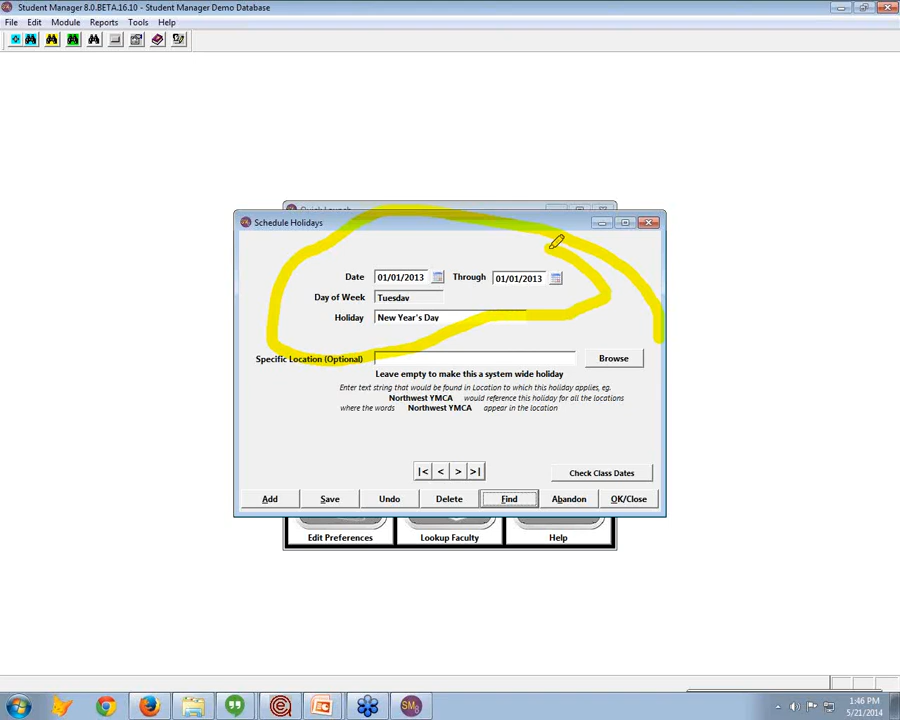 Student Manager 8.0.BETA.16.10 - Student Manager Demo Database
File Edit Module Reports Tools Help
Schedule Holidays
Date 01/01/2013 Through 01/01/2013
Day of Week Tuesday
Holiday New Year's Day
Specific Location (Optional) Browse
Leave empty to make this a system wide holiday
Enter text string that would be found in Location to which this holiday applies, eg.
Northwest YMCA would reference this holiday for all the locations
where the words Northwest YMCA appear in the location
|< < > >| Check Class Dates
Add Save Undo Delete Find Abandon OK/Close
Edit Preferences Lookup Faculty Help
SM8
1:46 PM
5/21/2014